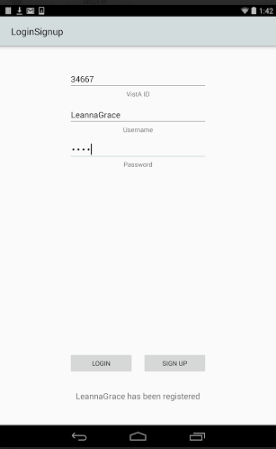 1:42
LoginSignup
34667
VistA ID
LeannaGrace
Username
••••
Password
LOGIN
SIGN UP
LeannaGrace has been registered